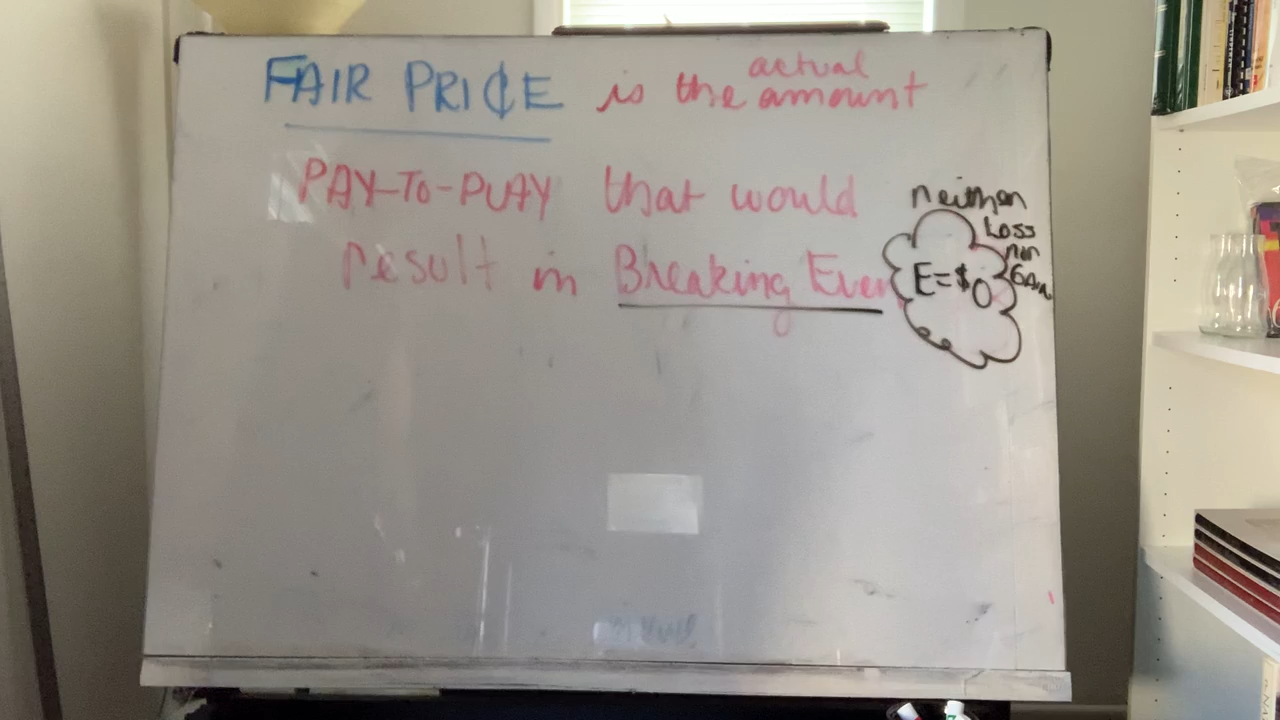 FAIR PRI₵E is the actual amount
PAY-TO-PLAY that would
result in Breaking Even
neither
Loss
nor
Gain
E=$0